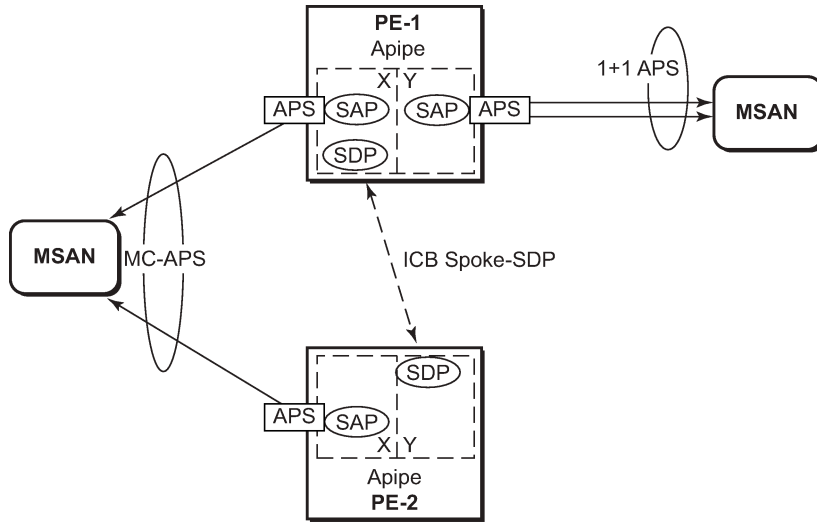 PE-1
Apipe
X Y
APS SAP SAP APS
SDP
1+1 APS
MSAN
MSAN
MC-APS
ICB Spoke-SDP
SDP
APS SAP
X Y
Apipe
PE-2